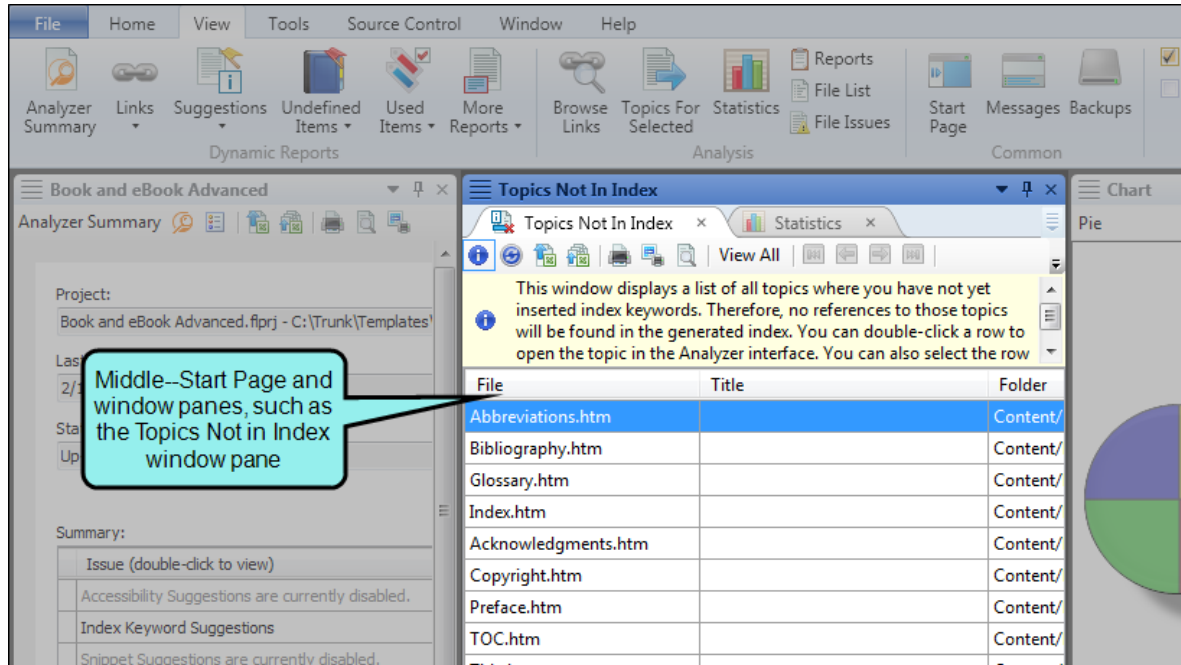 File Home View Tools Source Control Window Help
Analyzer Summary
Links
Suggestions
Undefined Items
Used Items
More Reports
Browse Links
Topics For Selected
Statistics
Reports
File List
File Issues
Start Page
Messages
Backups
Dynamic Reports
Analysis
Common
Book and eBook Advanced
Analyzer Summary
Project:
Book and eBook Advanced.flprj - C:\Trunk\Templates
Summary:
Issue (double-click to view)
Accessibility Suggestions are currently disabled.
Index Keyword Suggestions
Snippet Suggestions are currently disabled.
Middle--Start Page and
window panes, such as
the Topics Not in Index
window pane
Topics Not In Index
Topics Not In Index
Statistics
View All
This window displays a list of all topics where you have not yet
inserted index keywords. Therefore, no references to those topics
will be found in the generated index. You can double-click a row to
open the topic in the Analyzer interface. You can also select the row
File Title Folder
Abbreviations.htm Content/
Bibliography.htm Content/
Glossary.htm Content/
Index.htm Content/
Acknowledgments.htm Content/
Copyright.htm Content/
Preface.htm Content/
TOC.htm Content/
Chart
Pie